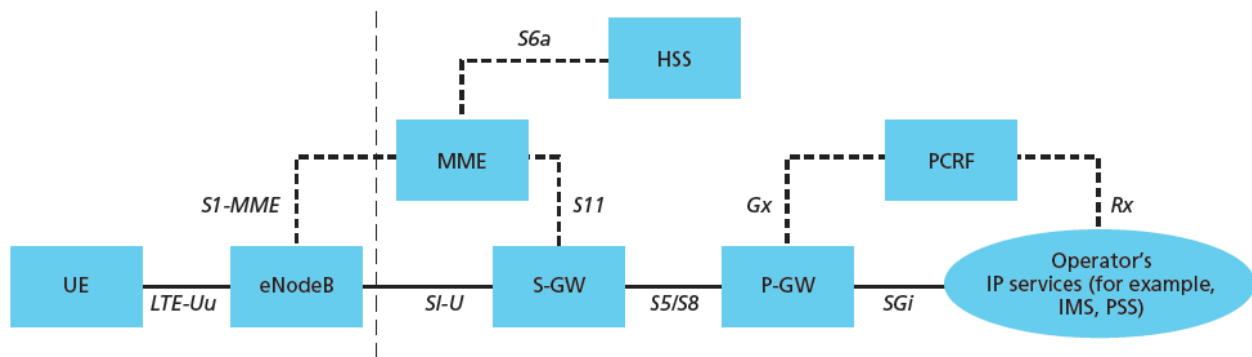 S6a
HSS
MME
PCRF
S1-MME
S11
Gx
Rx
UE
LTE-Uu
eNodeB
SI-U
S-GW
S5/S8
P-GW
SGi
Operator's
IP services (for example,
IMS, PSS)